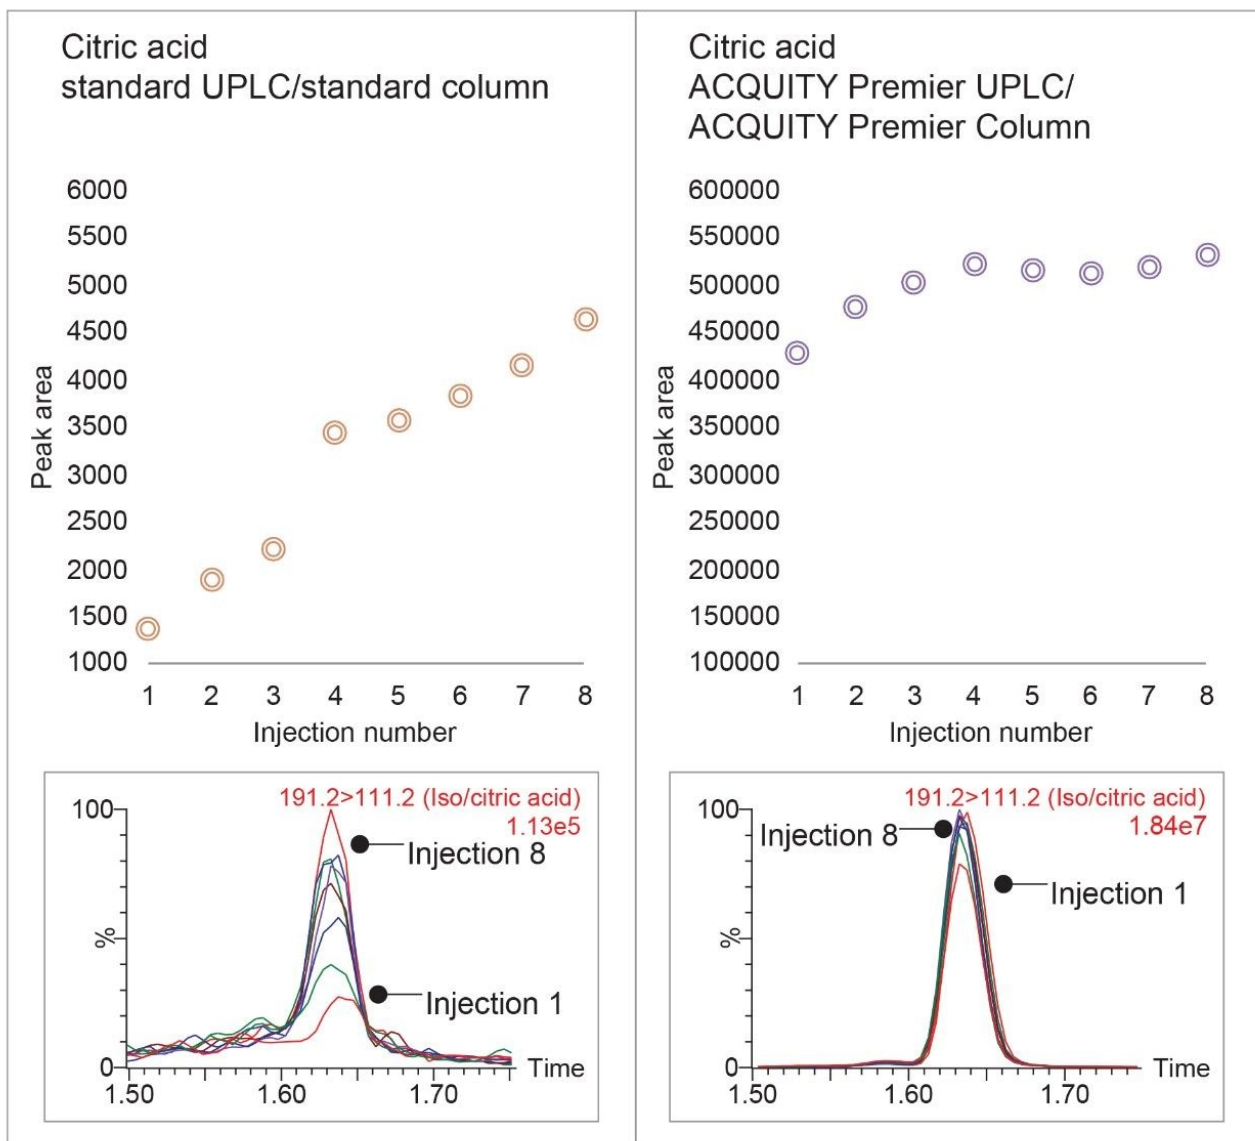 Citric acid
standard UPLC/standard column
6000
5500
5000
4500
4000
3500
3000
2500
2000
1500
1000
Peak area
1 2 3 4 5 6 7 8
Injection number
191.2>111.2 (Iso/citric acid)
1.13e5
100
Injection 8
%
Injection 1
0
Time
1.50 1.60 1.70
Citric acid
ACQUITY Premier UPLC/
ACQUITY Premier Column
600000
550000
500000
450000
400000
350000
300000
250000
200000
150000
100000
Peak area
1 2 3 4 5 6 7 8
Injection number
191.2>111.2 (Iso/citric acid)
1.84e7
100
Injection 8
Injection 1
%
0
Time
1.50 1.60 1.70